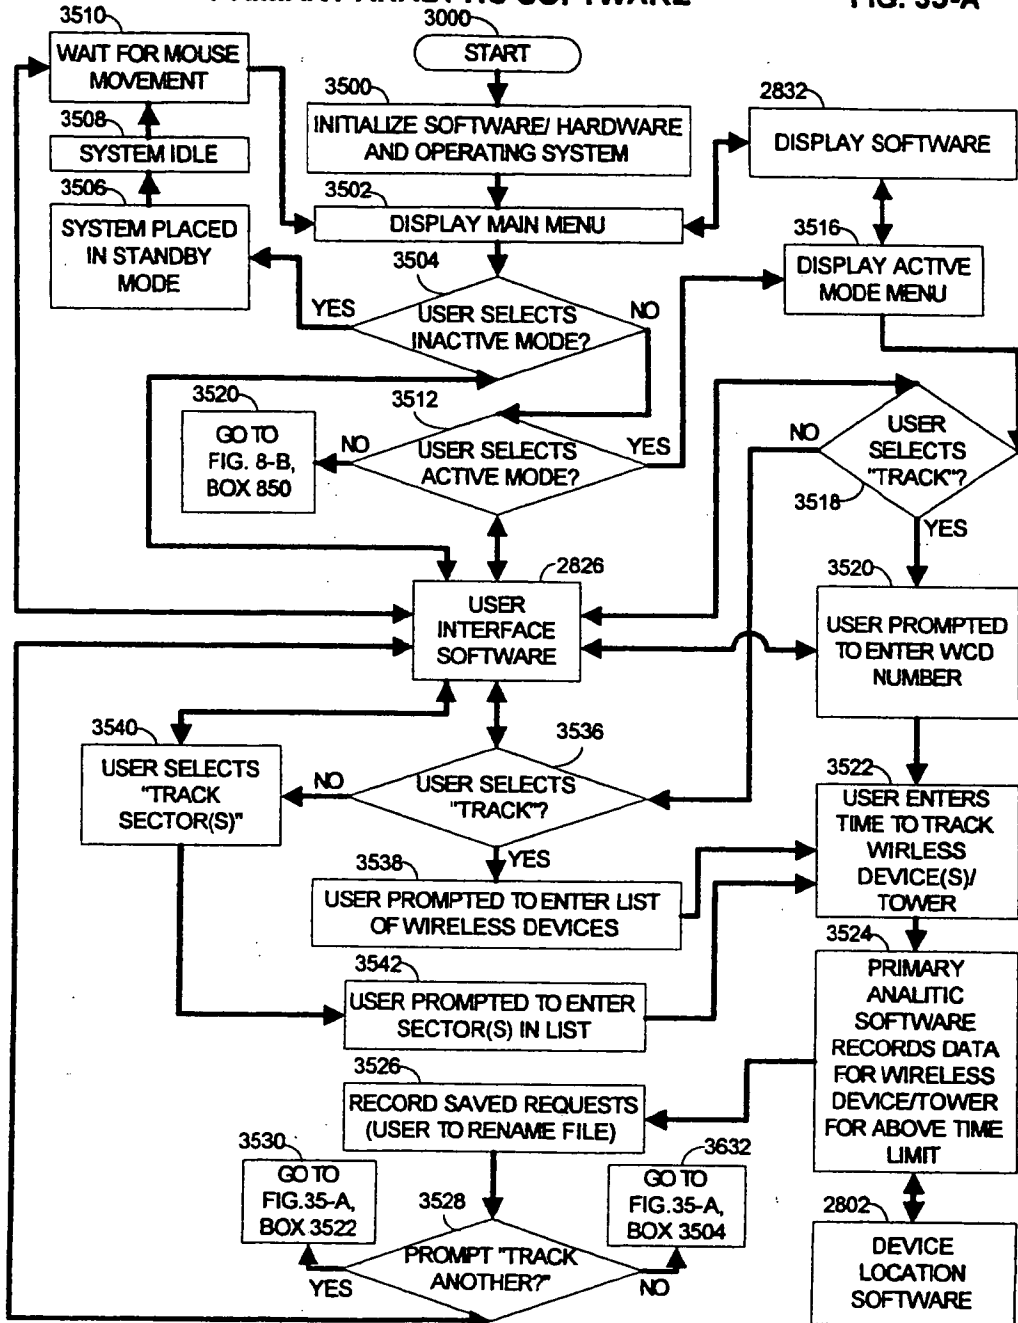 FIG. 35-A
3510
WAIT FOR MOUSE
MOVEMENT
3508
SYSTEM IDLE
3506
SYSTEM PLACED
IN STANDBY
MODE
3000
START
3500
INITIALIZE SOFTWARE/ HARDWARE
AND OPERATING SYSTEM
3502
DISPLAY MAIN MENU
2832
DISPLAY SOFTWARE
3516
DISPLAY ACTIVE
MODE MENU
3504
YES
USER SELECTS
INACTIVE MODE?
NO
3520
GO TO
FIG. 8-B,
BOX 850
3512
NO
USER SELECTS
ACTIVE MODE?
YES
NO
USER
SELECTS
"TRACK"?
3518
YES
2826
USER
INTERFACE
SOFTWARE
3520
USER PROMPTED
TO ENTER WCD
NUMBER
3540
USER SELECTS
"TRACK
SECTOR(S)"
NO
3536
USER SELECTS
"TRACK"?
YES
3538
USER PROMPTED TO ENTER LIST
OF WIRELESS DEVICES
3522
USER ENTERS
TIME TO TRACK
WIRLESS
DEVICE(S)/
TOWER
3542
USER PROMPTED TO ENTER
SECTOR(S) IN LIST
3524
PRIMARY
ANALITIC
SOFTWARE
RECORDS DATA
FOR WIRELESS
DEVICE/TOWER
FOR ABOVE TIME
LIMIT
3526
RECORD SAVED REQUESTS
(USER TO RENAME FILE)
3530
GO TO
FIG.35-A,
BOX 3522
3528
PROMPT "TRACK
ANOTHER?"
YES
NO
3632
GO TO
FIG.35-A,
BOX 3504
2802
DEVICE
LOCATION
SOFTWARE